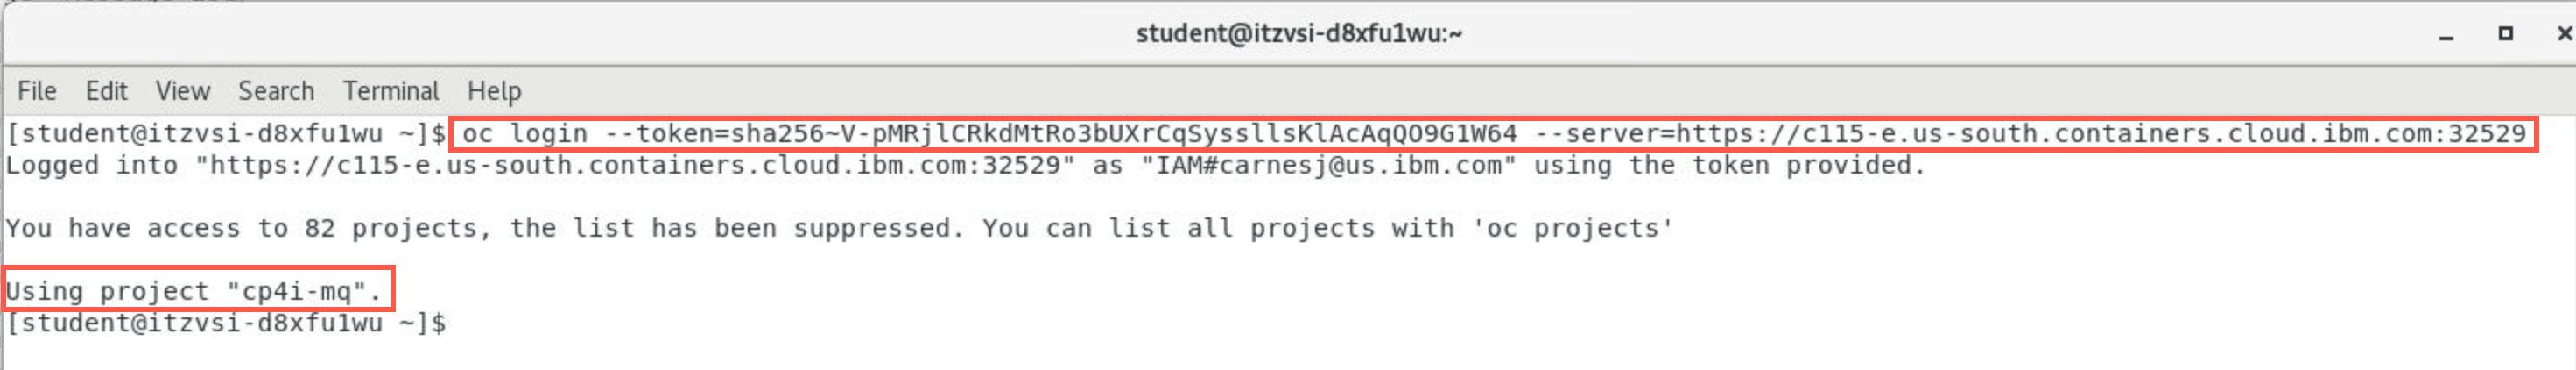 student@itzvsi-d8xfu1wu:~
File Edit View Search Terminal Help
[student@itzvsi-d8xfu1wu ~]$ oc login --token=sha256~V-pMRjlCRkdMtRo3bUXrCqSyssllsKlAcAqQO9G1W64 --server=https://c115-e.us-south.containers.cloud.ibm.com:32529
Logged into "https://c115-e.us-south.containers.cloud.ibm.com:32529" as "IAM#carnesj@us.ibm.com" using the token provided.
You have access to 82 projects, the list has been suppressed. You can list all projects with 'oc projects'
Using project "cp4i-mq".
[student@itzvsi-d8xfu1wu ~]$